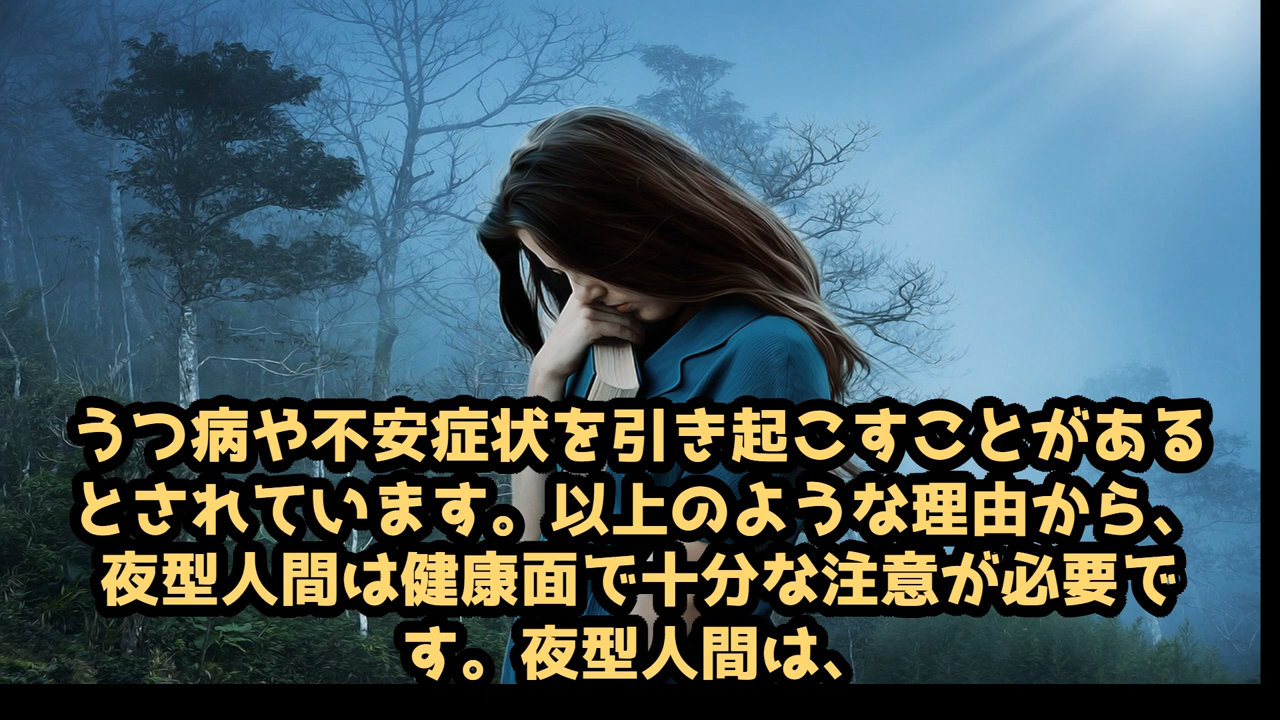 うつ病や不安症状を引き起こすことがある
とされています。以上のような理由から、
夜型人間は健康面で十分な注意が必要で
す。夜型人間は、